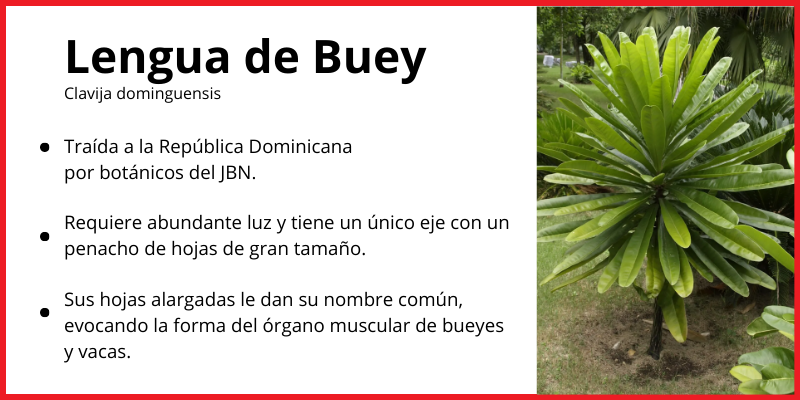 Lengua de Buey
Clavija dominguensis
Traída a la República Dominicana
por botánicos del JBN.
Requiere abundante luz y tiene un único eje con un
penacho de hojas de gran tamaño.
Sus hojas alargadas le dan su nombre común,
evocando la forma del órgano muscular de bueyes
y vacas.